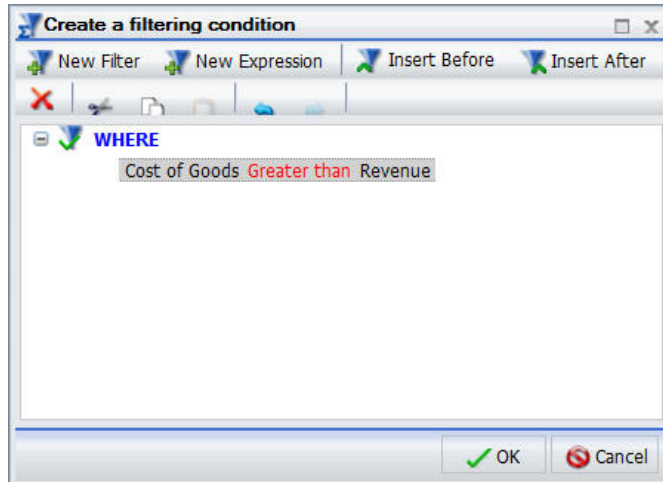 Create a filtering condition
New Filter New Expression Insert Before Insert After
WHERE
Cost of Goods Greater than Revenue
OK Cancel